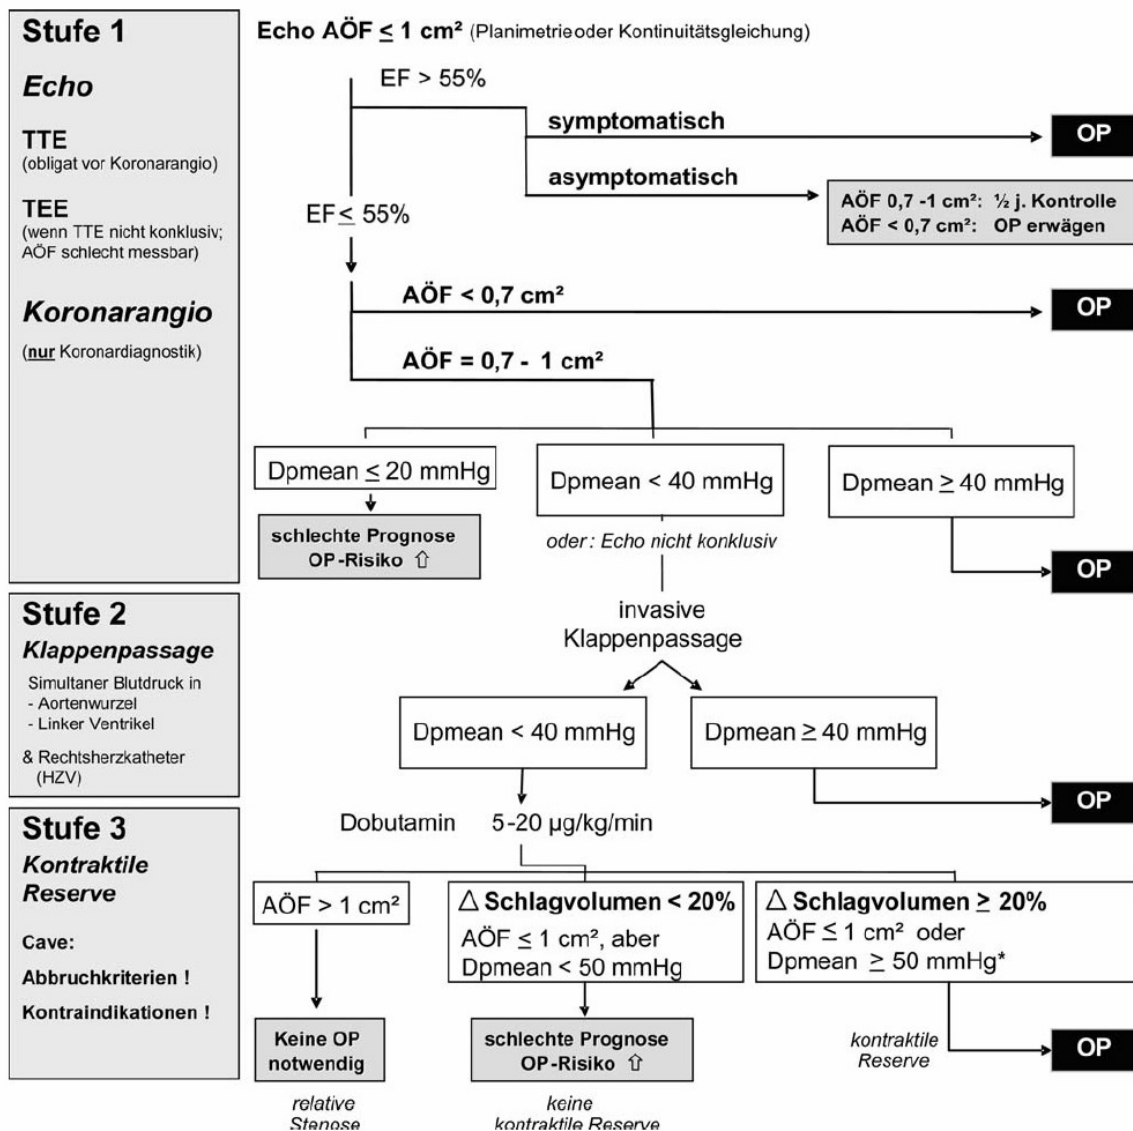 Stufe 1
Echo
TTE
(obligat vor Koronarangio)
TEE
(wenn TTE nicht konklusiv;
AÖF schlecht messbar)
Koronarangio
(nur Koronardiagnostik)
Echo AÖF ≤ 1 cm² (Planimetrie oder Kontinuitätsgleichung)
EF > 55%
symptomatisch
OP
asymptomatisch
AÖF 0,7 -1 cm²: ½ j. Kontrolle
AÖF < 0,7 cm²: OP erwägen
EF ≤ 55%
AÖF < 0,7 cm²
OP
AÖF = 0,7 - 1 cm²
Dpmean ≤ 20 mmHg
Dpmean < 40 mmHg
Dpmean ≥ 40 mmHg
schlechte Prognose
OP-Risiko ⇧
oder : Echo nicht konklusiv
OP
Stufe 2
Klappenpassage
Simultaner Blutdruck in
- Aortenwurzel
- Linker Ventrikel
& Rechtsherzkatheter
(HZV)
invasive
Klappenpassage
Dpmean < 40 mmHg
Dpmean ≥ 40 mmHg
OP
Stufe 3
Kontraktile
Reserve
Cave:
Abbruchkriterien !
Kontraindikationen !
Dobutamin 5-20 µg/kg/min
AÖF > 1 cm²
△ Schlagvolumen < 20%
AÖF ≤ 1 cm², aber
Dpmean < 50 mmHg
△ Schlagvolumen ≥ 20%
AÖF ≤ 1 cm² oder
Dpmean ≥ 50 mmHg*
Keine OP
notwendig
schlechte Prognose
OP-Risiko ⇧
kontraktile
Reserve
OP
relative
Stenose
keine
kontraktile Reserve